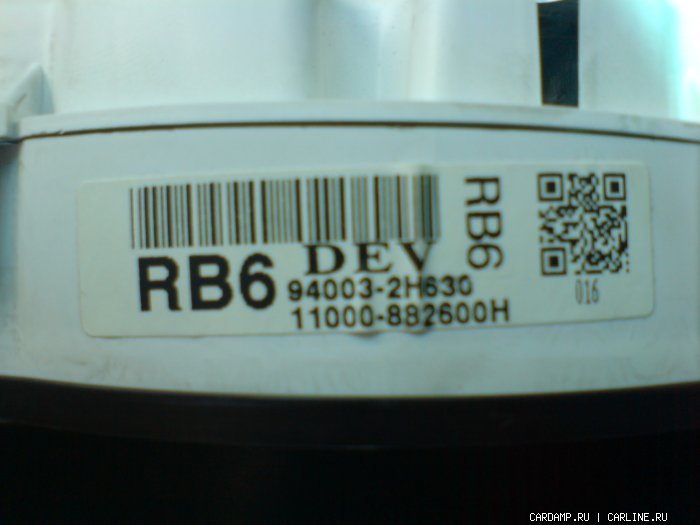 DEV
RB6
RB6
94003-2H630
11000-882600H
016
CARDAMP.RU | CARLINE.RU